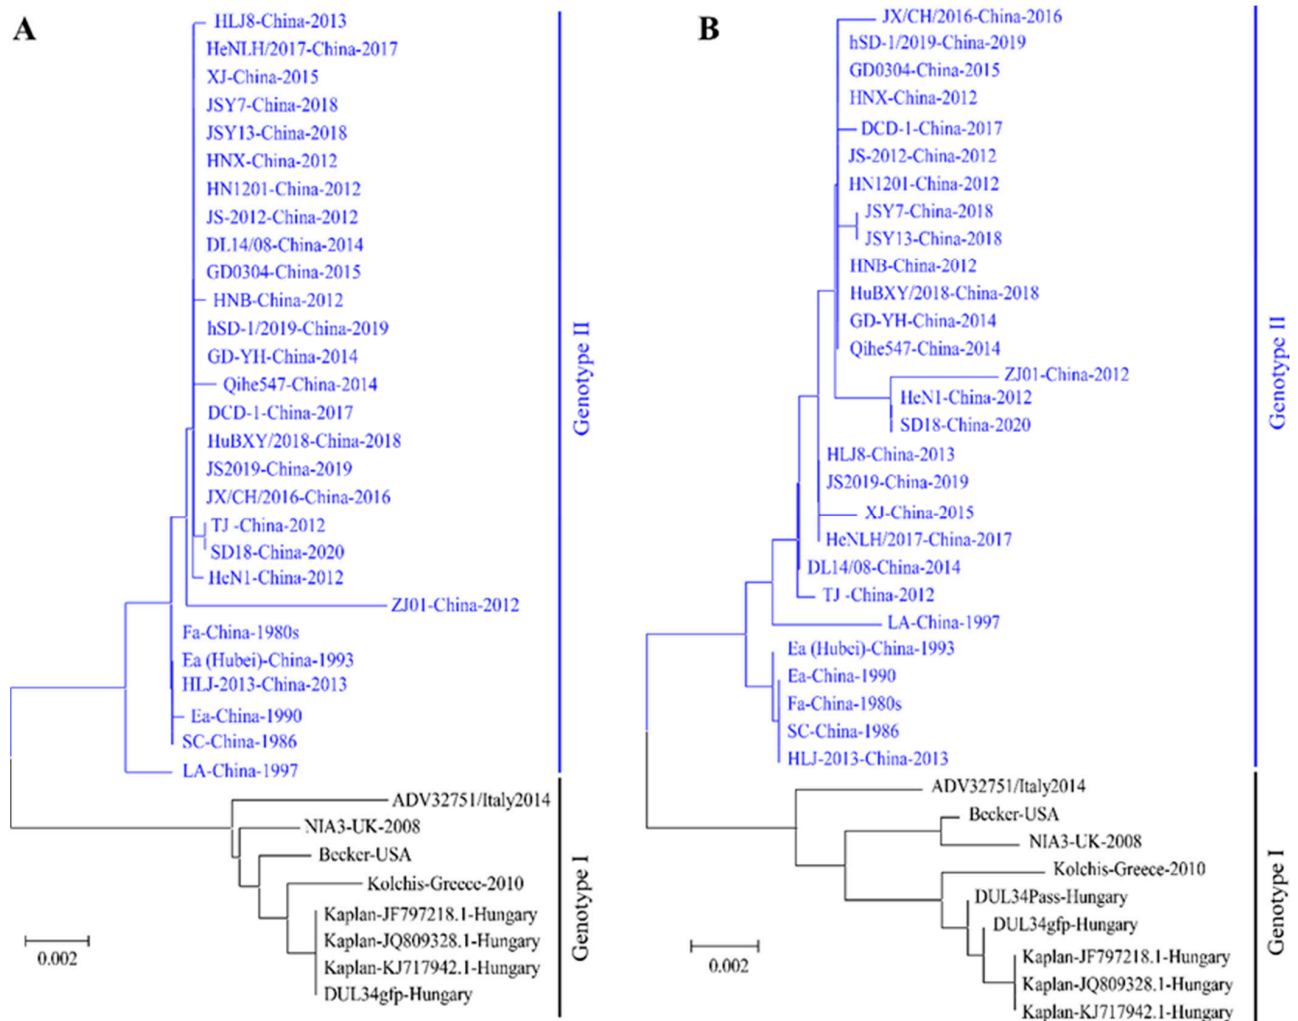 A
HLJ8-China-2013
HeNLH/2017-China-2017
XJ-China-2015
JSY7-China-2018
JSY13-China-2018
HNX-China-2012
HN1201-China-2012
JS-2012-China-2012
DL14/08-China-2014
GD0304-China-2015
HNB-China-2012
hSD-1/2019-China-2019
GD-YH-China-2014
Qihe547-China-2014
DCD-1-China-2017
HuBXY/2018-China-2018
JS2019-China-2019
JX/CH/2016-China-2016
TJ -China-2012
SD18-China-2020
HeN1-China-2012
ZJ01-China-2012
Fa-China-1980s
Ea (Hubei)-China-1993
HLJ-2013-China-2013
Ea-China-1990
SC-China-1986
LA-China-1997
Genotype II
ADV32751/Italy2014
NIA3-UK-2008
Becker-USA
Kolchis-Greece-2010
Kaplan-JF797218.1-Hungary
Kaplan-JQ809328.1-Hungary
Kaplan-KJ717942.1-Hungary
DUL34gfp-Hungary
Genotype I
0.002
B
JX/CH/2016-China-2016
hSD-1/2019-China-2019
GD0304-China-2015
HNX-China-2012
DCD-1-China-2017
JS-2012-China-2012
HN1201-China-2012
JSY7-China-2018
JSY13-China-2018
HNB-China-2012
HuBXY/2018-China-2018
GD-YH-China-2014
Qihe547-China-2014
ZJ01-China-2012
HeN1-China-2012
SD18-China-2020
HLJ8-China-2013
JS2019-China-2019
XJ-China-2015
HeNLH/2017-China-2017
DL14/08-China-2014
TJ -China-2012
LA-China-1997
Ea (Hubei)-China-1993
Ea-China-1990
Fa-China-1980s
SC-China-1986
HLJ-2013-China-2013
Genotype II
ADV32751/Italy2014
Becker-USA
NIA3-UK-2008
Kolchis-Greece-2010
DUL34Pass-Hungary
DUL34gfp-Hungary
Kaplan-JF797218.1-Hungary
Kaplan-JQ809328.1-Hungary
Kaplan-KJ717942.1-Hungary
Genotype I
0.002